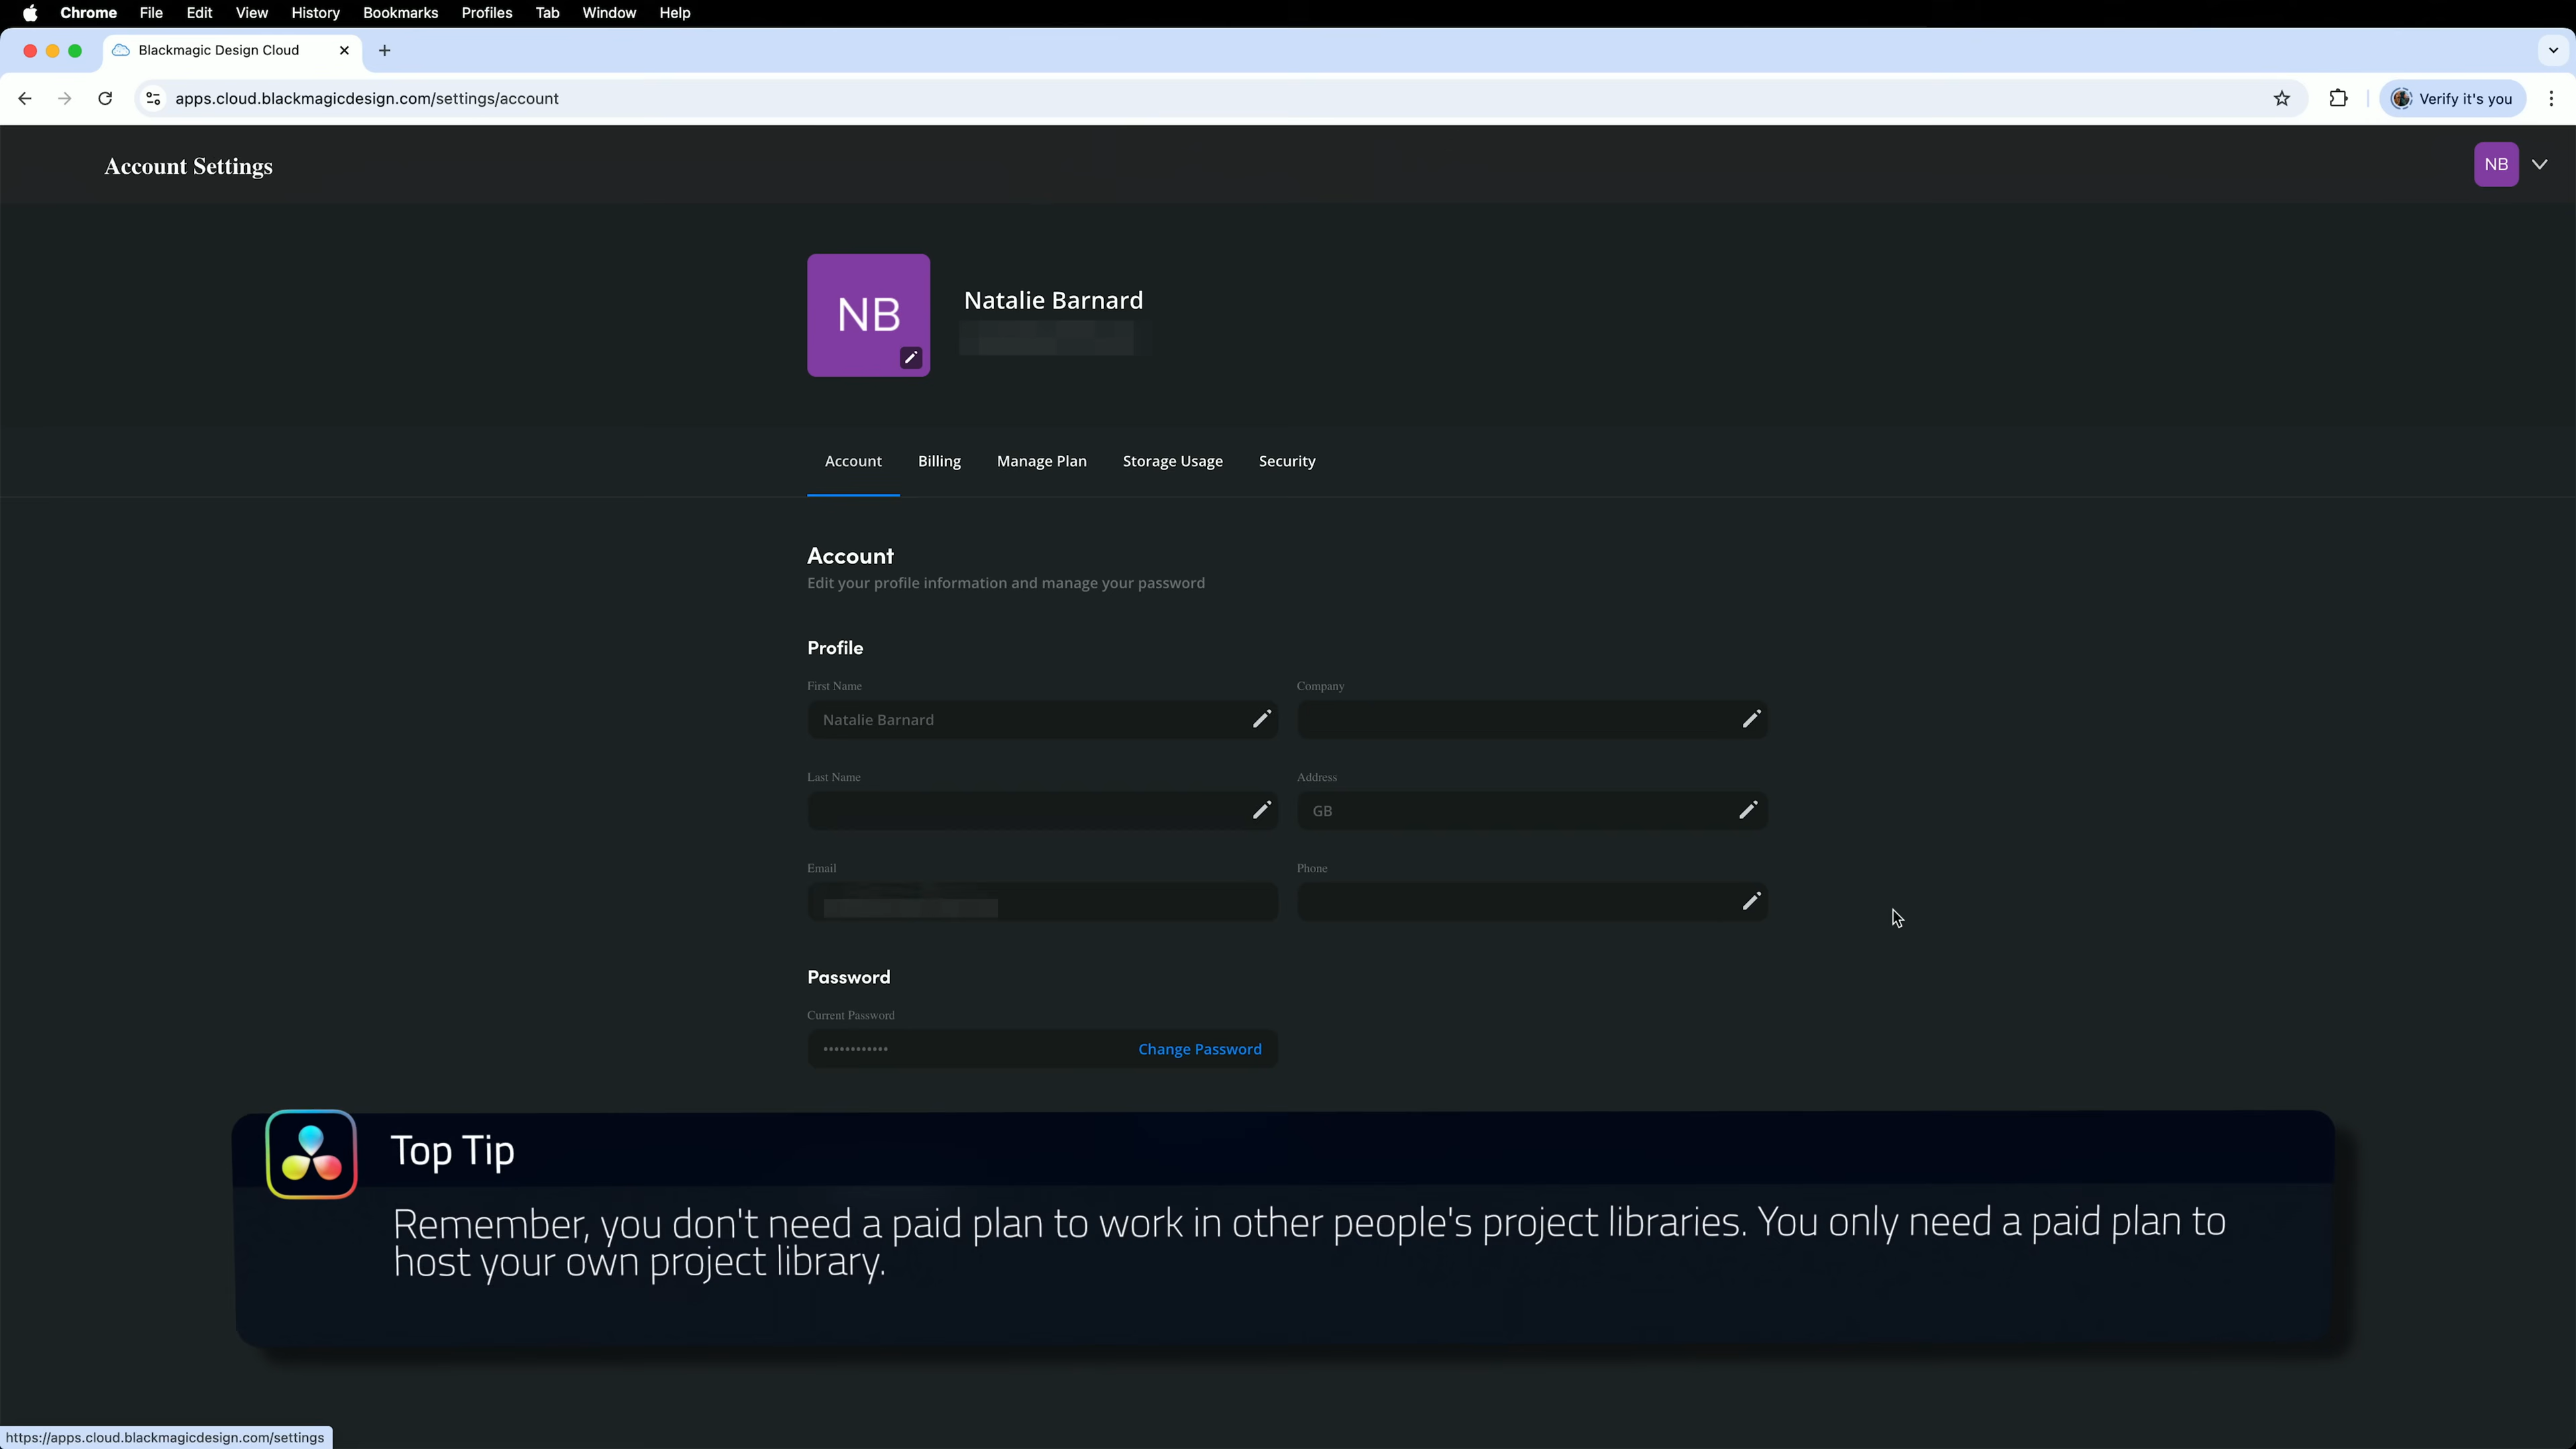 Chrome File Edit View History Bookmarks Profiles Tab Window Help
Blackmagic Design Cloud
apps.cloud.blackmagicdesign.com/settings/account
Verify it's you
Account Settings
NB
NB
Natalie Barnard
Account Billing Manage Plan Storage Usage Security
Account
Edit your profile information and manage your password
Profile
First Name Company
Natalie Barnard
Last Name Address
GB
Email Phone
Password
Current Password
•••••••••••• Change Password
Top Tip
Remember, you don't need a paid plan to work in other people's project libraries. You only need a paid plan to
host your own project library.
https://apps.cloud.blackmagicdesign.com/settings